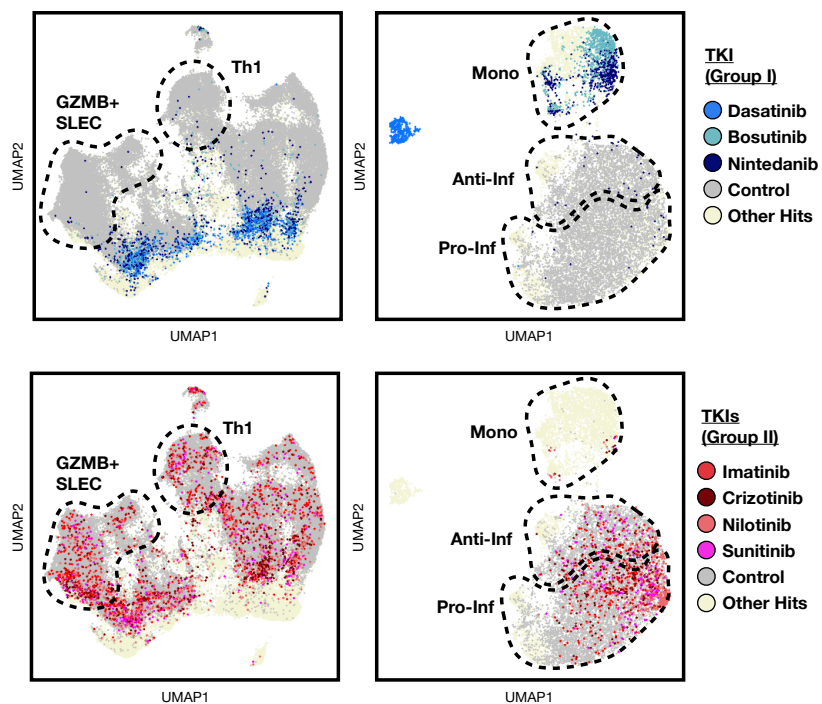 Th1
GZMB+
SLEC
UMAP2
UMAP1
Mono
Anti-Inf
Pro-Inf
UMAP2
UMAP1
TKI
(Group I)
Dasatinib
Bosutinib
Nintedanib
Control
Other Hits
Th1
GZMB+
SLEC
UMAP2
UMAP1
Mono
Anti-Inf
Pro-Inf
UMAP2
UMAP1
TKIs
(Group II)
Imatinib
Crizotinib
Nilotinib
Sunitinib
Control
Other Hits